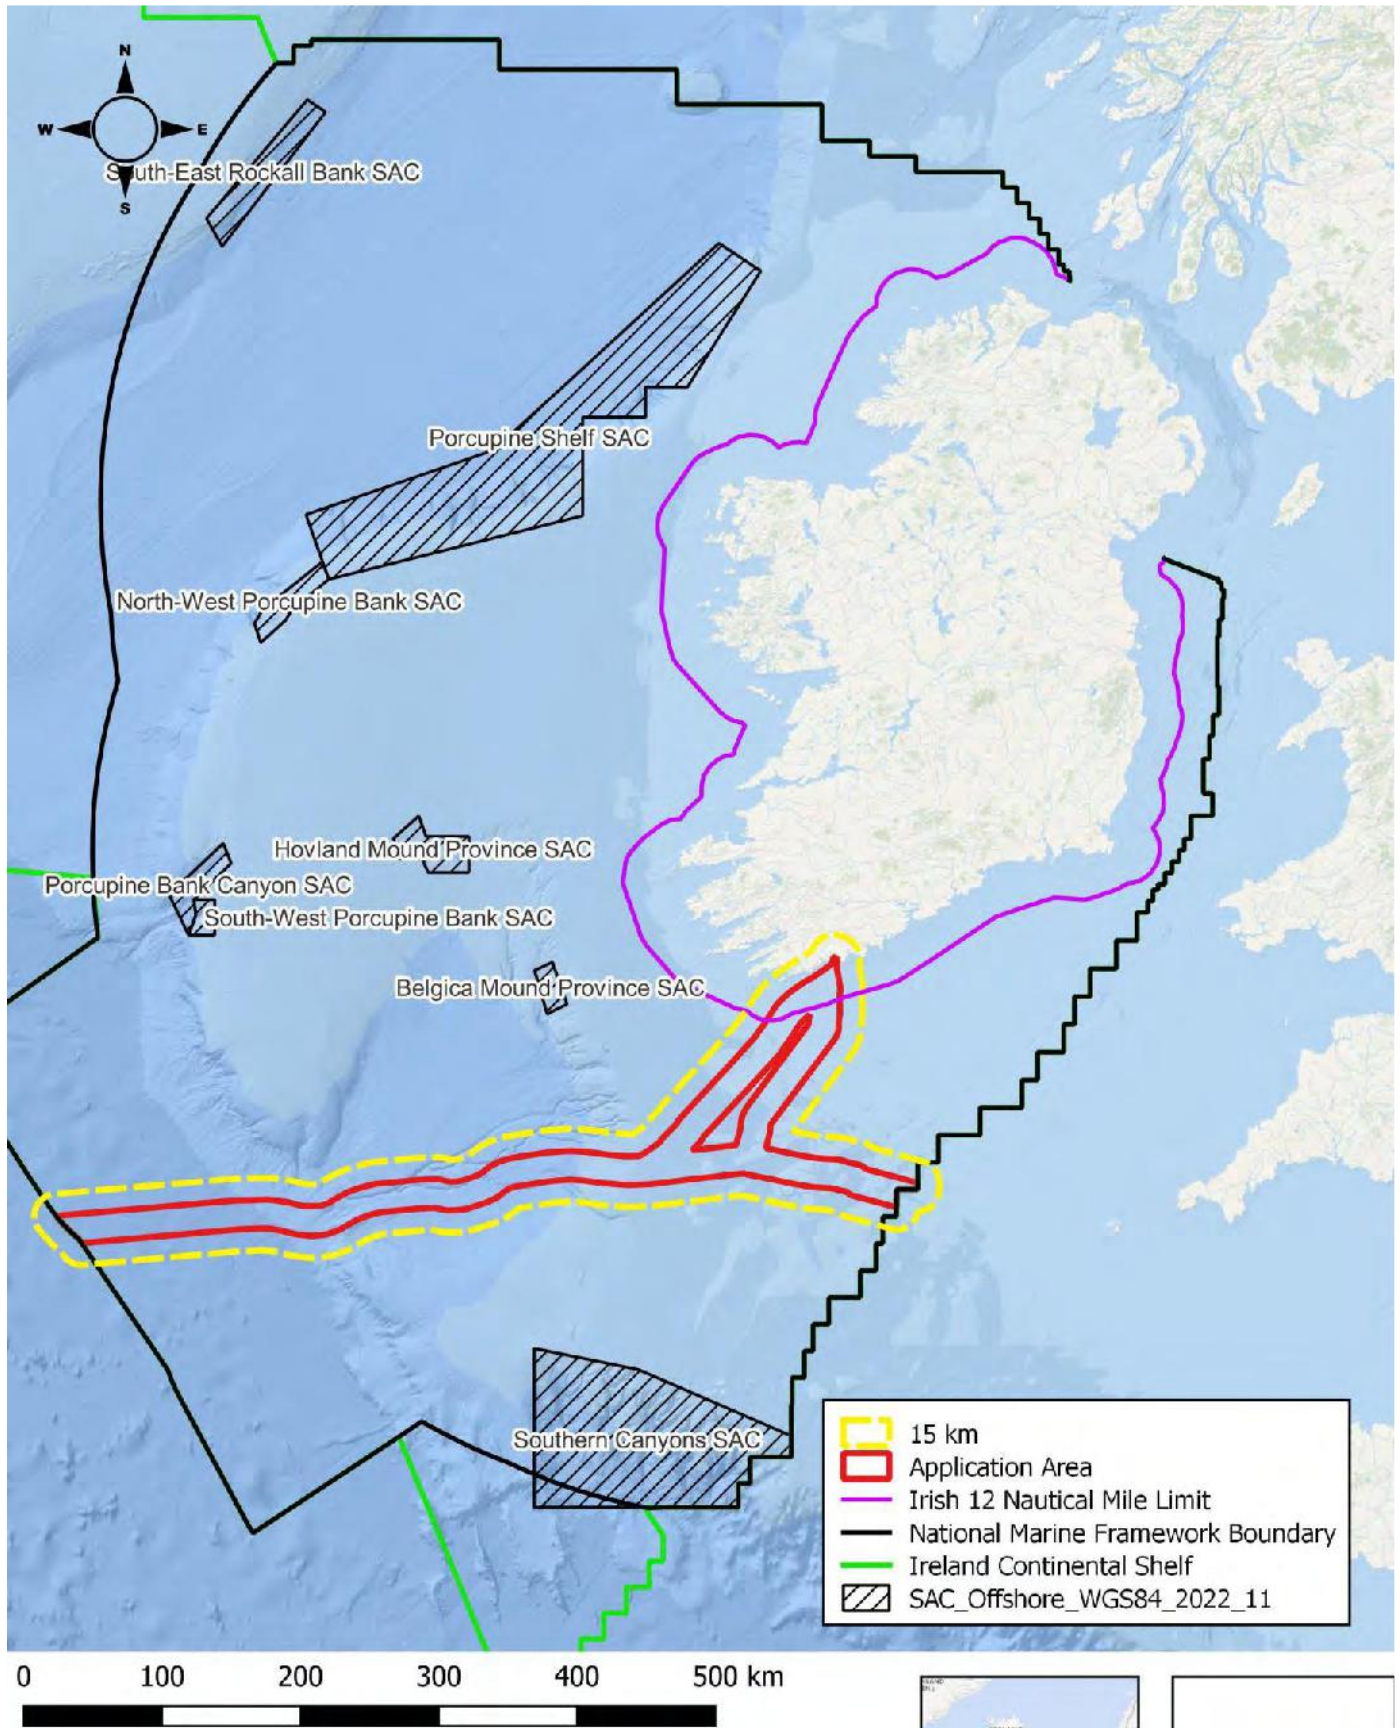 N
W
E
S
South-East Rockall Bank SAC
Porcupine Shelf SAC
North-West Porcupine Bank SAC
Hovland Mound Province SAC
Porcupine Bank Canyon SAC
South-West Porcupine Bank SAC
Belgica Mound Province SAC
Southern Canyons SAC
15 km
Application Area
Irish 12 Nautical Mile Limit
National Marine Framework Boundary
Ireland Continental Shelf
SAC_Offshore_WGS84_2022_11
0 100 200 300 400 500 km